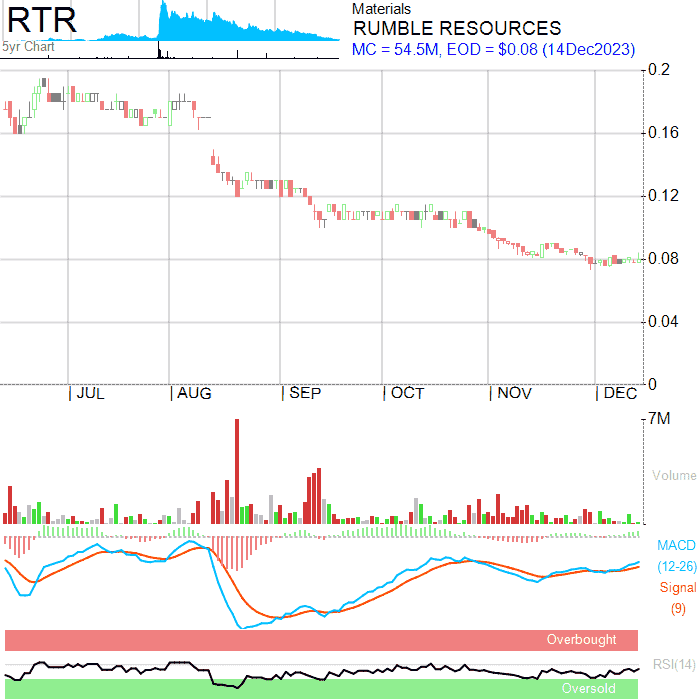 RTR
5yr Chart
Materials
RUMBLE RESOURCES
MC = 54.5M, EOD = $0.08 (14Dec2023)
0.2
0.16
0.12
0.08
0.04
0
JUL AUG SEP OCT NOV DEC
7M
Volume
MACD
(12-26)
Signal
(9)
Overbought
RSI(14)
Oversold